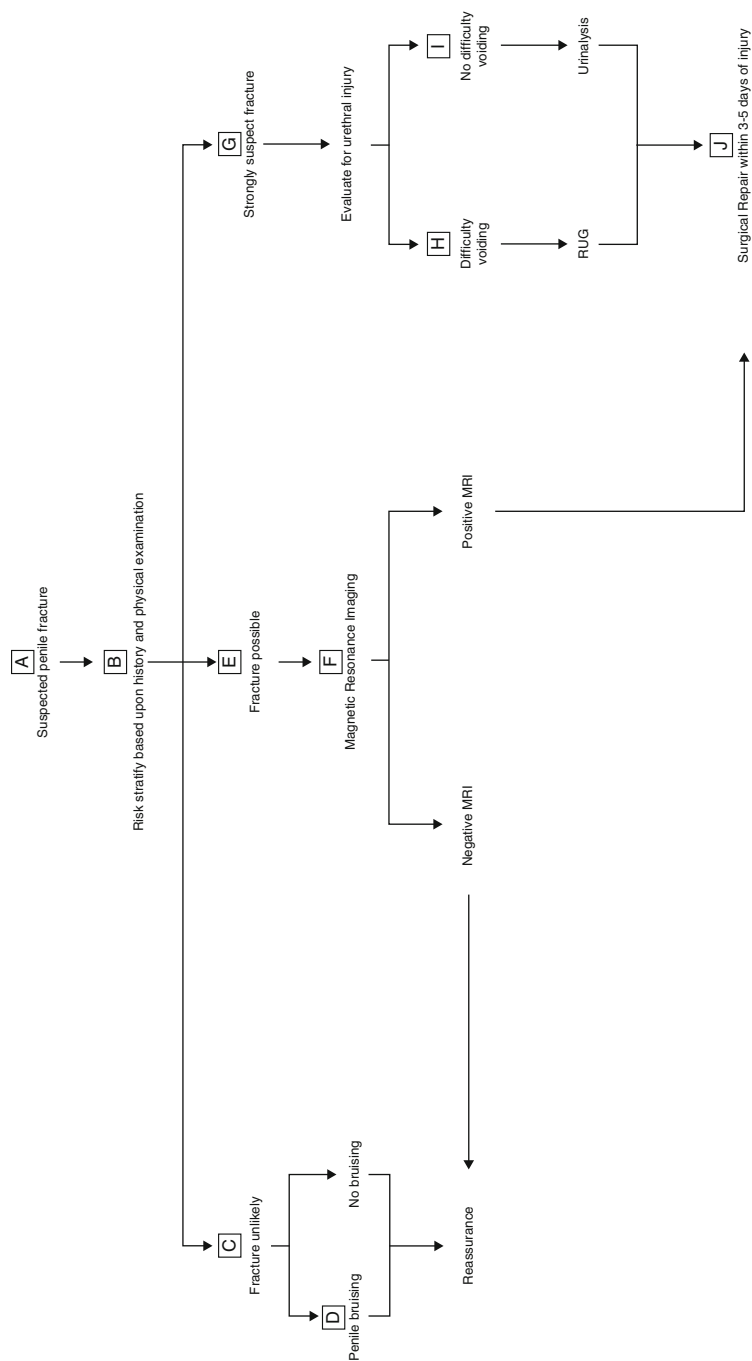 A
Suspected penile fracture
B
Risk stratify based upon history and physical examination
C
Fracture unlikely
D
Penile bruising
No bruising
Reassurance
E
Fracture possible
F
Magnetic Resonance Imaging
Negative MRI
Positive MRI
G
Strongly suspect fracture
Evaluate for urethral injury
H
Difficulty
voiding
RUG
I
No difficulty
voiding
Urinalysis
J
Surgical Repair within 3-5 days of injury